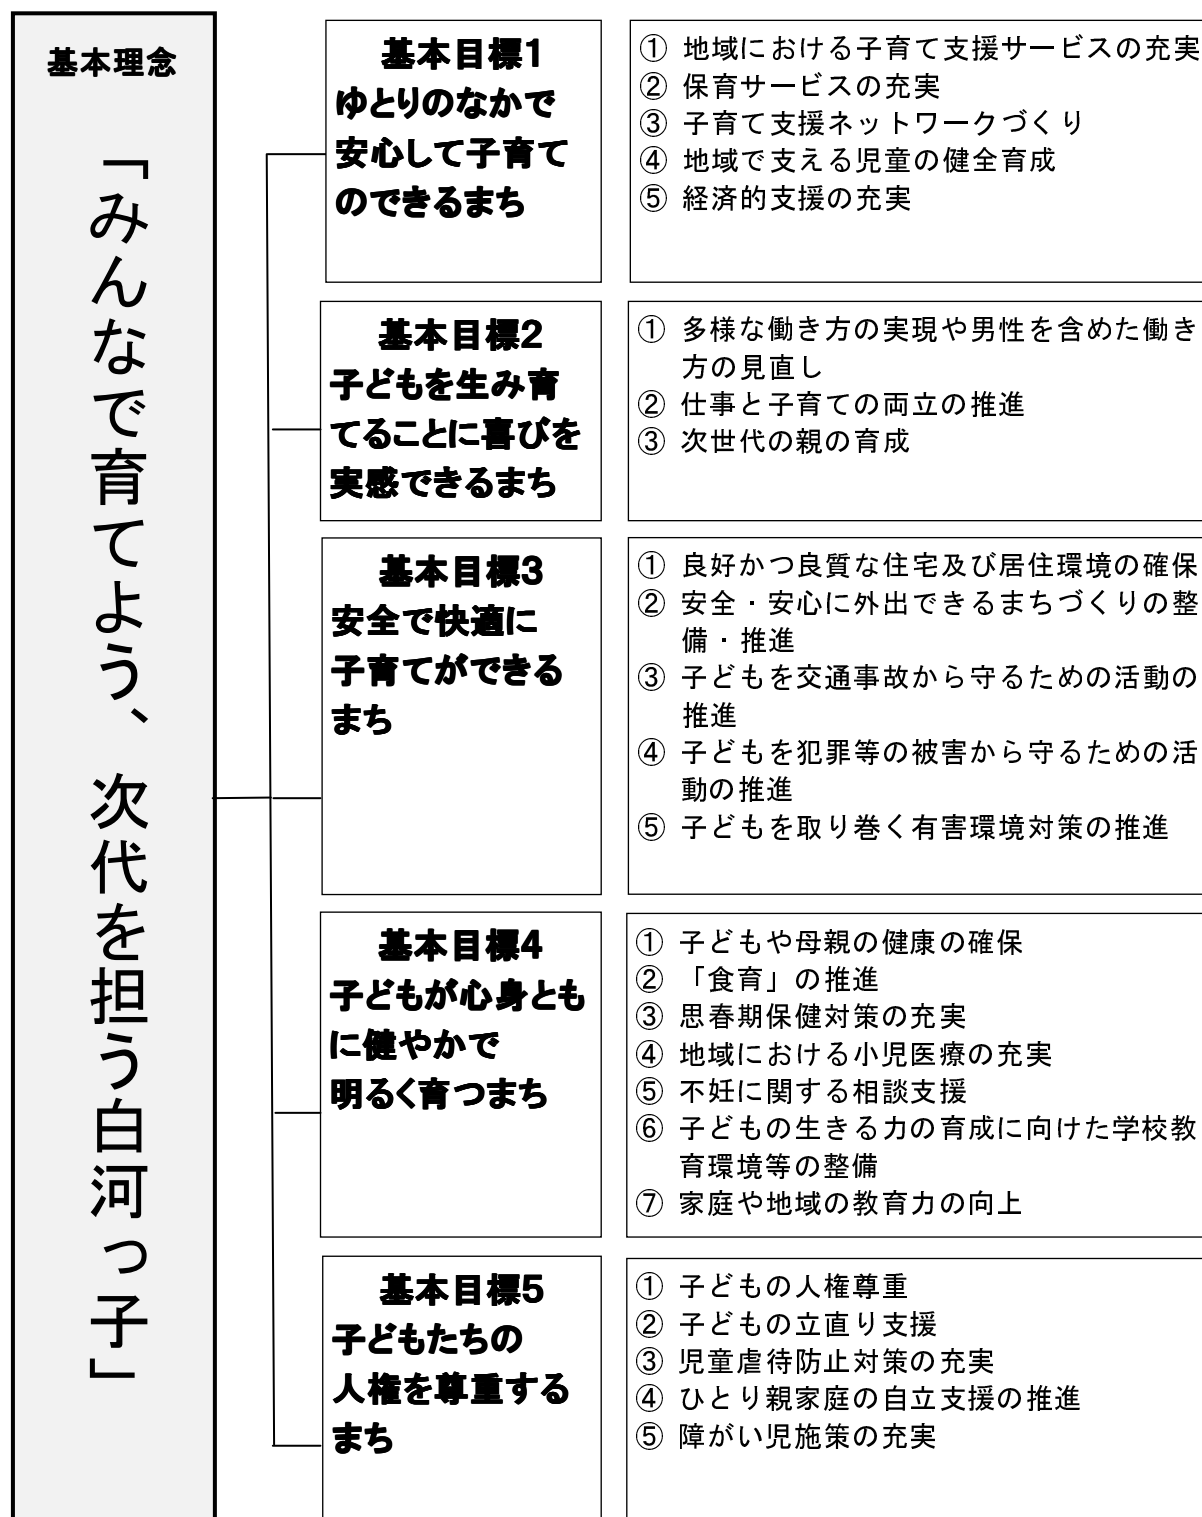 基本理念
「みんなで育てよう、次代を担う白河っ子」
基本目標1
ゆとりのなかで
安心して子育て
のできるまち
① 地域における子育て支援サービスの充実
② 保育サービスの充実
③ 子育て支援ネットワークづくり
④ 地域で支える児童の健全育成
⑤ 経済的支援の充実
基本目標2
子どもを生み育
てることに喜びを
実感できるまち
① 多様な働き方の実現や男性を含めた働き
方の見直し
② 仕事と子育ての両立の推進
③ 次世代の親の育成
基本目標3
安全で快適に
子育てができる
まち
① 良好かつ良質な住宅及び居住環境の確保
② 安全・安心に外出できるまちづくりの整
備・推進
③ 子どもを交通事故から守るための活動の
推進
④ 子どもを犯罪等の被害から守るための活
動の推進
⑤ 子どもを取り巻く有害環境対策の推進
基本目標4
子どもが心身とも
に健やかで
明るく育つまち
① 子どもや母親の健康の確保
② 「食育」の推進
③ 思春期保健対策の充実
④ 地域における小児医療の充実
⑤ 不妊に関する相談支援
⑥ 子どもの生きる力の育成に向けた学校教
育環境等の整備
⑦ 家庭や地域の教育力の向上
基本目標5
子どもたちの
人権を尊重する
まち
① 子どもの人権尊重
② 子どもの立直り支援
③ 児童虐待防止対策の充実
④ ひとり親家庭の自立支援の推進
⑤ 障がい児施策の充実